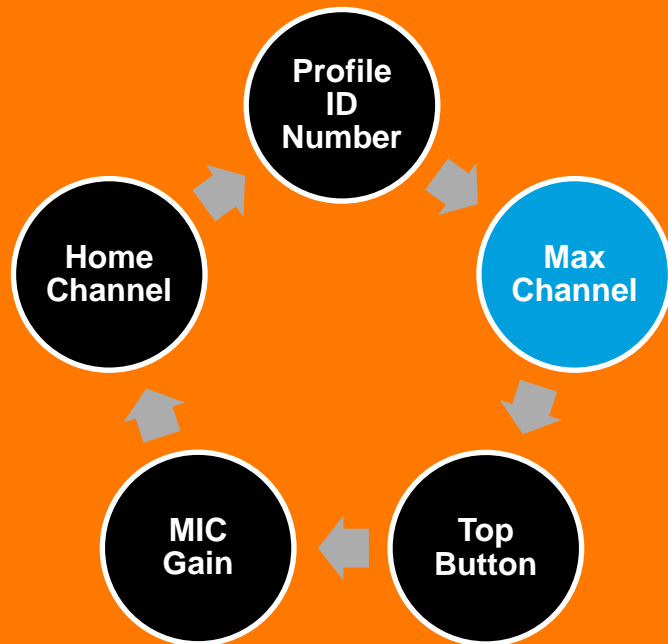 Profile
ID
Number
Max
Channel
Top
Button
MIC
Gain
Home
Channel